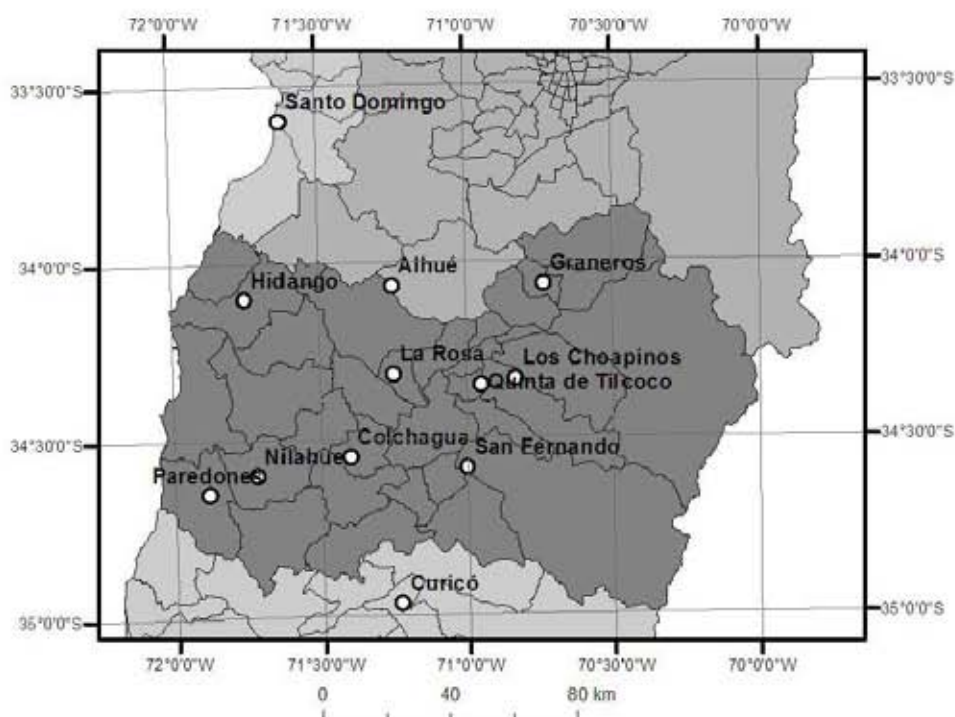 72°0'0"W 71°30'0"W 71°0'0"W 70°30'0"W 70°0'0"W
33°30'0"S 33°30'0"S
Santo Domingo
34°0'0"S 34°0'0"S
Alhué Graneros
Hidango
La Rosa Los Choapinos
Quinta de Tilcoco
34°30'0"S 34°30'0"S
Colchagua San Fernando
Nilahue
Paredones
Curicó
35°0'0"S 35°0'0"S
72°0'0"W 71°30'0"W 71°0'0"W 70°30'0"W 70°0'0"W
0 40 80 km